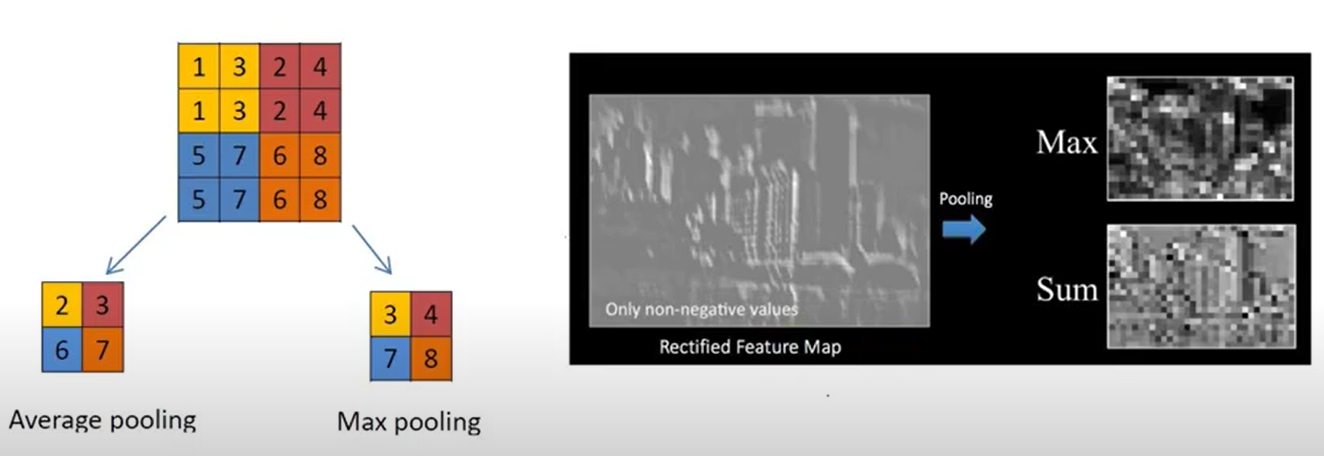 1 3 2 4
1 3 2 4
5 7 6 8
5 7 6 8
2 3
6 7
Average pooling
3 4
7 8
Max pooling
Only non-negative values
Rectified Feature Map
Pooling
Max
Sum